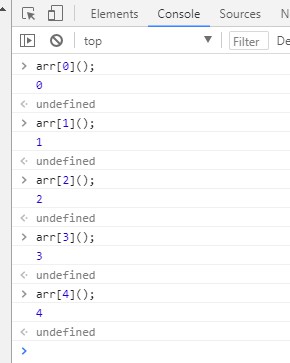 Elements Console Sources N
top Filter De
> arr[0]();
0
<· undefined
> arr[1]();
1
<· undefined
> arr[2]();
2
<· undefined
> arr[3]();
3
<· undefined
> arr[4]();
4
<· undefined
>